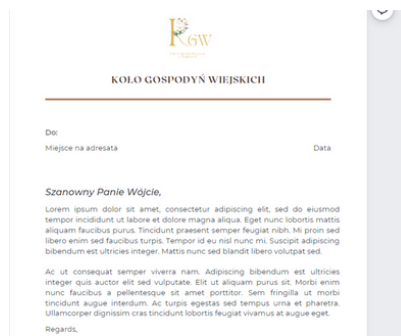 RGW
KOŁO GOSPODYŃ WIEJSKICH
Do:
Miejsce na adresata Data
Szanowny Panie Wójcie,
Lorem ipsum dolor sit amet, consectetur adipiscing elit, sed do eiusmod
tempor incididunt ut labore et dolore magna aliqua. Eget nunc lobortis mattis
aliquam faucibus purus. Tincidunt praesent semper feugiat nibh. Mi proin sed
libero enim sed faucibus turpis. Tempor id eu nisl nunc mi. Suscipit adipiscing
bibendum est ultricies integer. Mattis nunc sed blandit libero volutpat sed.
Ac ut consequat semper viverra nam. Adipiscing bibendum est ultricies
integer quis auctor elit sed vulputate. Elit ut aliquam purus sit. Morbi enim
nunc faucibus a pellentesque sit amet porttitor. Sem fringilla ut morbi
tincidunt augue interdum. Ac turpis egestas sed tempus urna et pharetra.
Ullamcorper dignissim cras tincidunt lobortis feugiat vivamus at augue eget.
Regards,